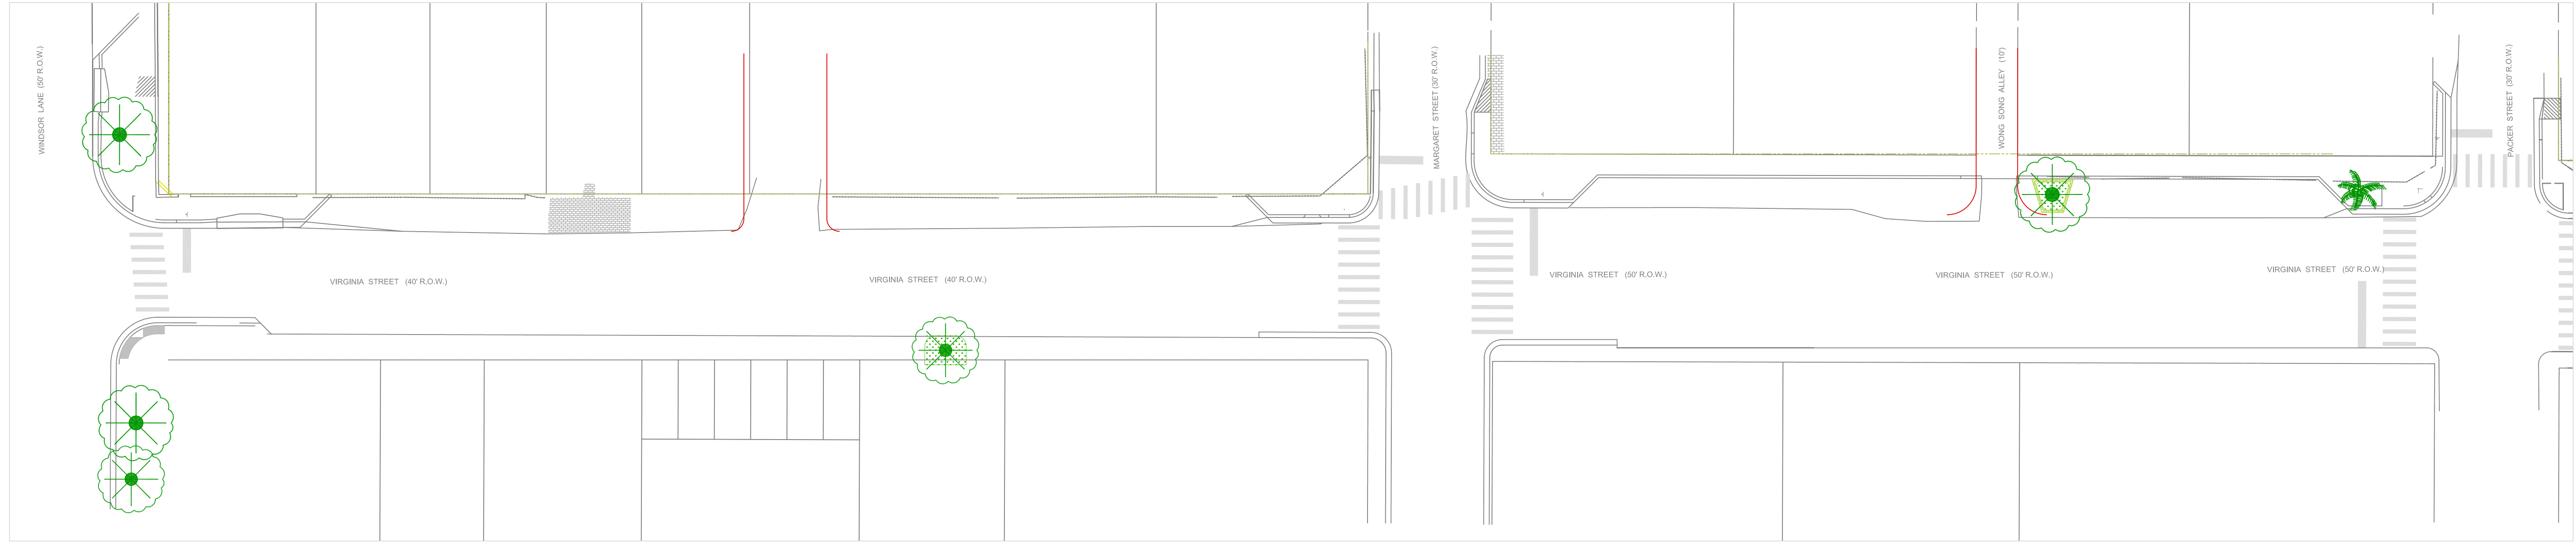 WINDSOR LANE (50' R.O.W.)
VIRGINIA STREET (40' R.O.W.)
VIRGINIA STREET (40' R.O.W.)
MARGARET STREET (30' R.O.W.)
VIRGINIA STREET (50' R.O.W.)
VIRGINIA STREET (50' R.O.W.)
WONG SONG ALLEY (10')
VIRGINIA STREET (50' R.O.W.)
PACKER STREET (30' R.O.W.)